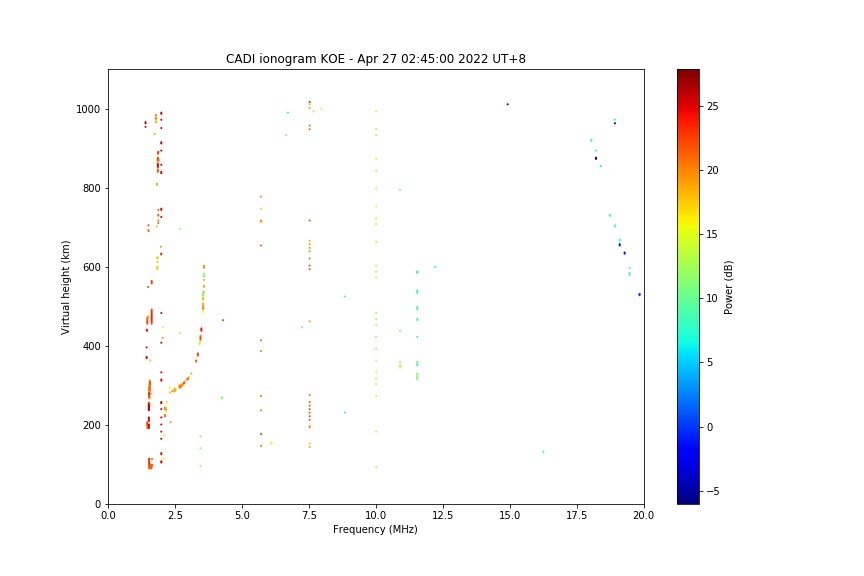 CADI ionogram KOE - Apr 27 02:45:00 2022 UT+8
1000
800
600
400
200
0
Virtual height (km)
0.0 2.5 5.0 7.5 10.0 12.5 15.0 17.5 20.0
Frequency (MHz)
25
20
15
10
5
0
−5
Power (dB)